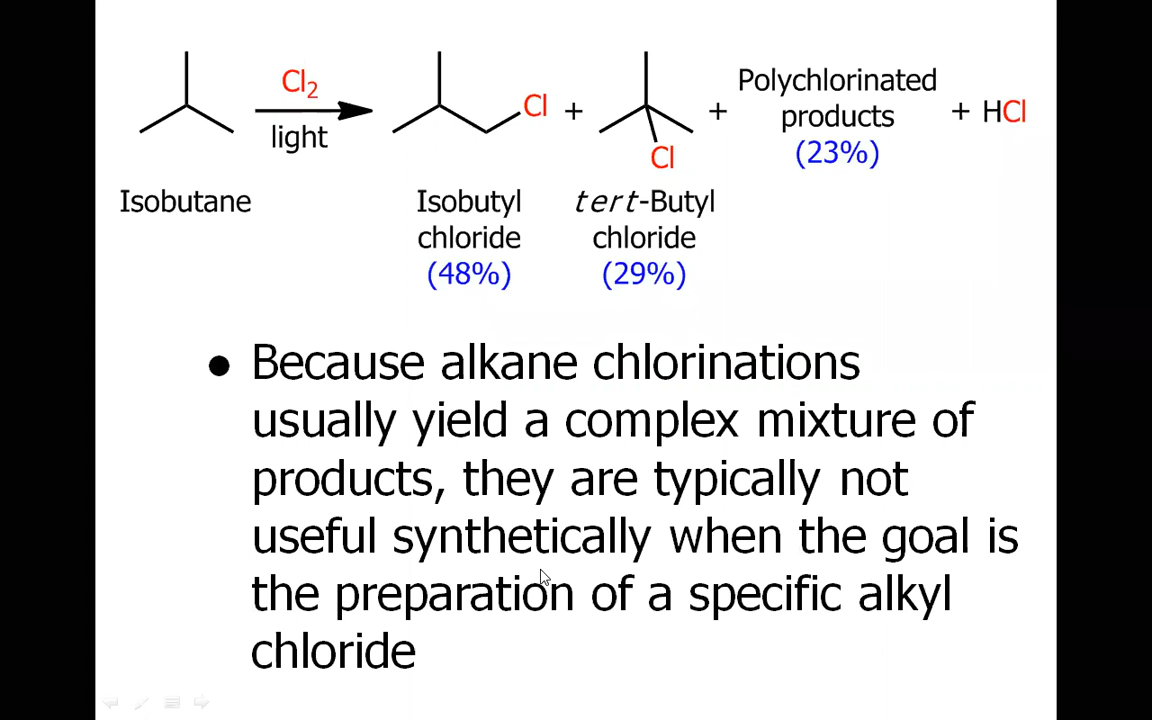 Cl₂
light
Cl
+
Cl
+
Polychlorinated
products
(23%)
+ HCl
Isobutane
Isobutyl
chloride
(48%)
tert-Butyl
chloride
(29%)
● Because alkane chlorinations
usually yield a complex mixture of
products, they are typically not
useful synthetically when the goal is
the preparation of a specific alkyl
chloride